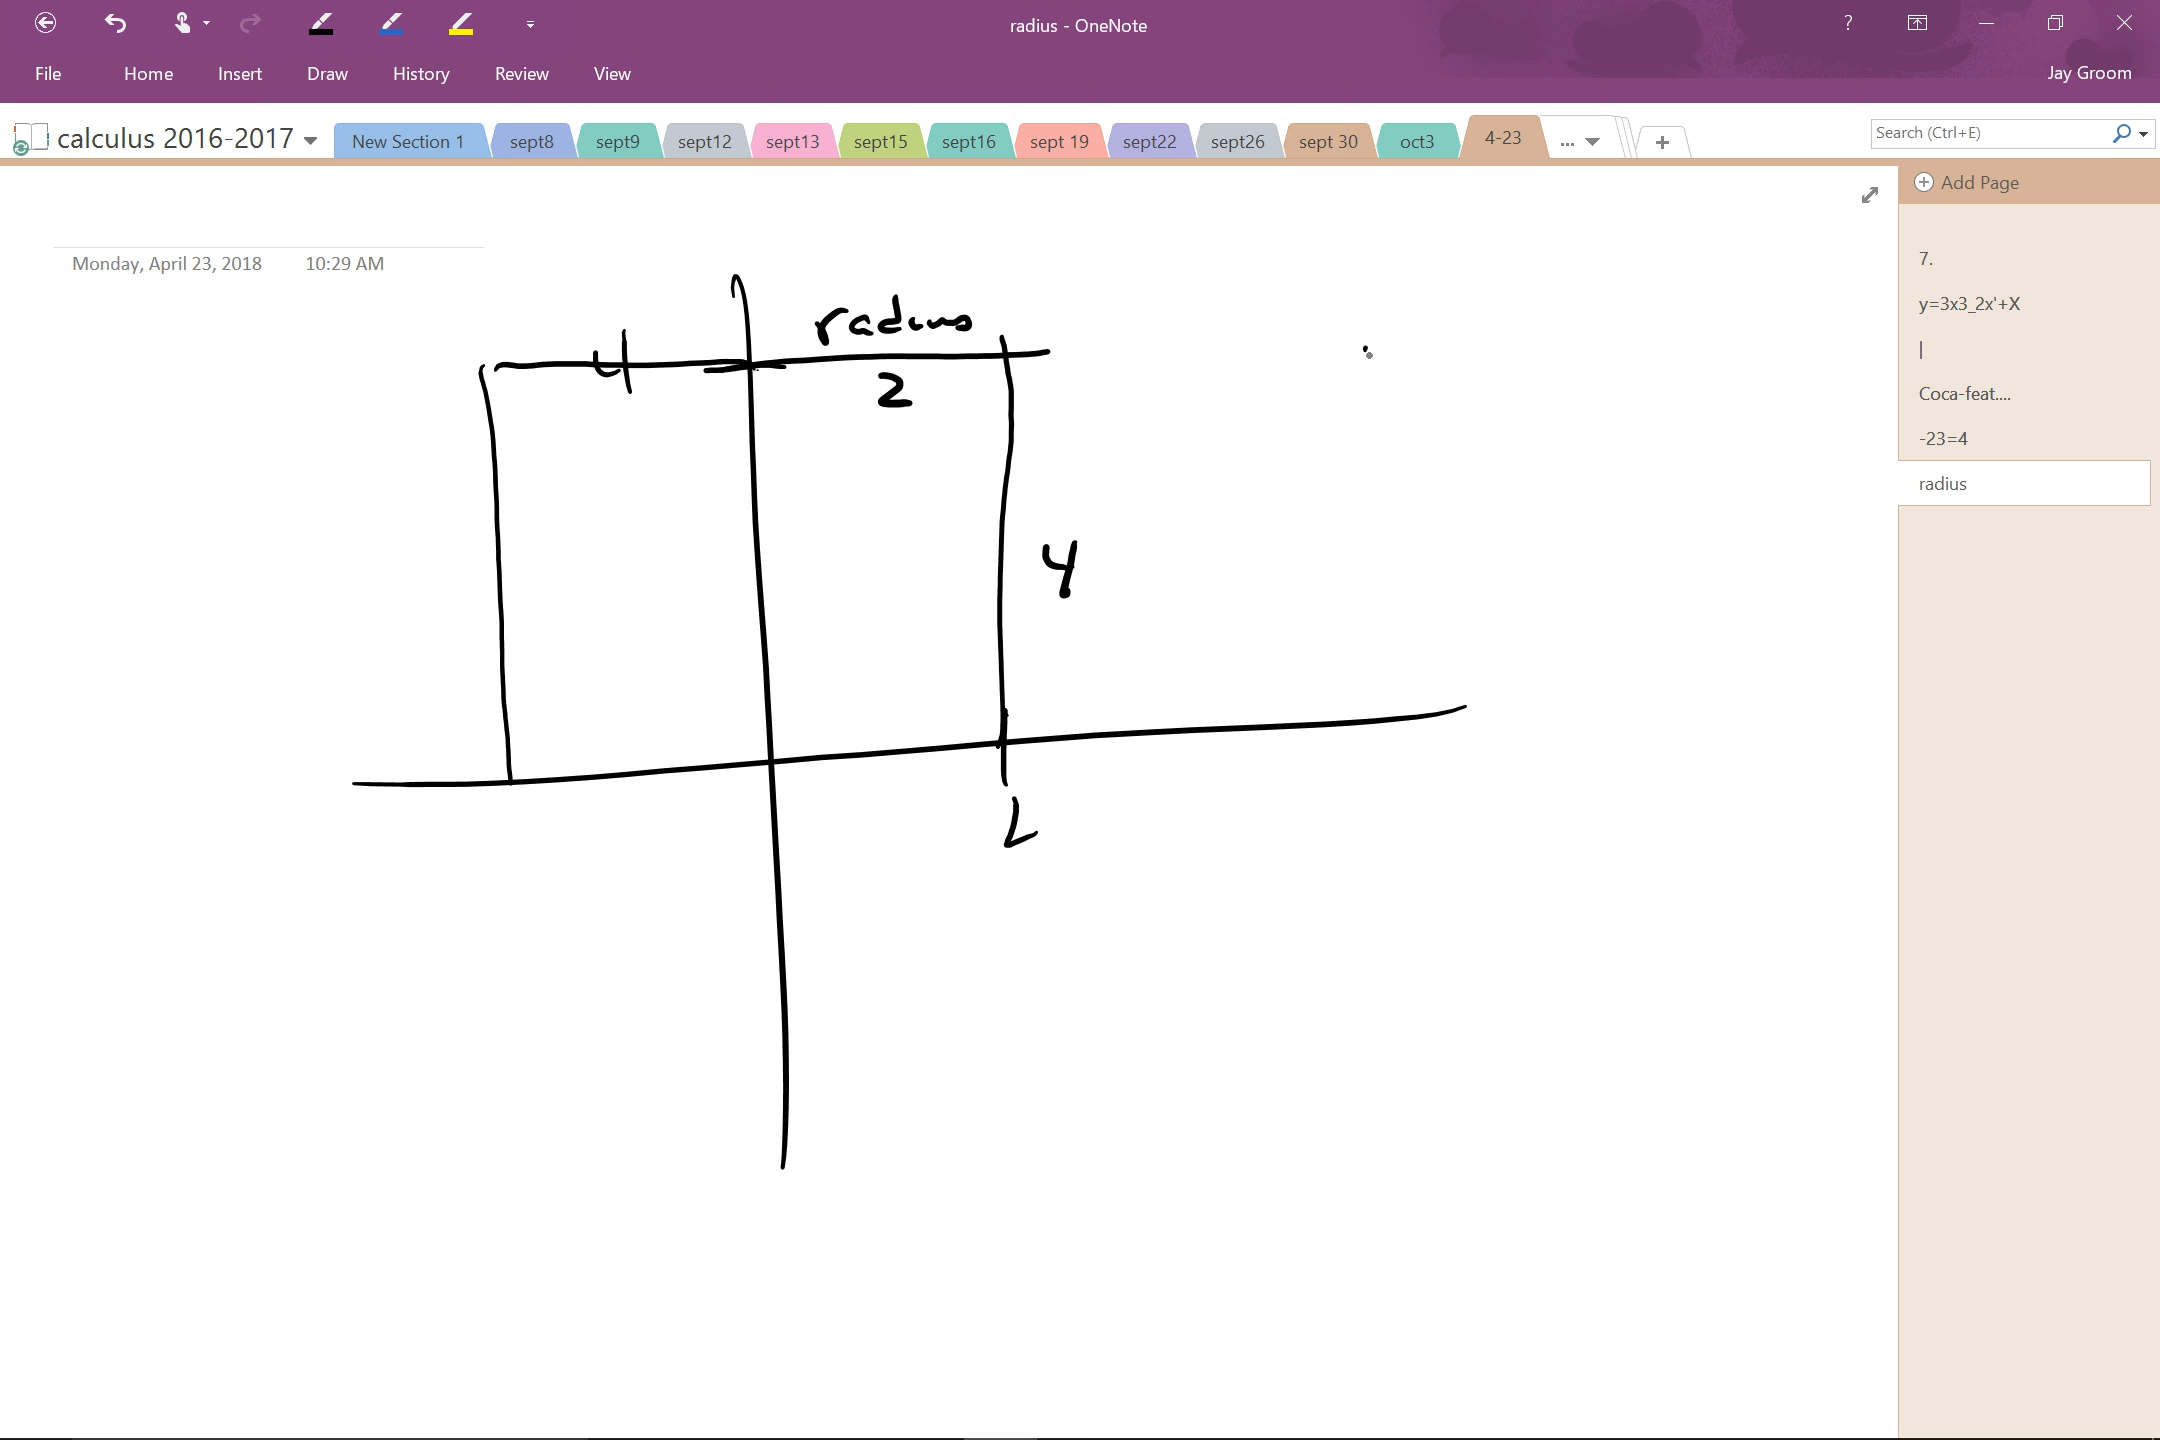 radius - OneNote
?
File Home Insert Draw History Review View
Jay Groom
calculus 2016-2017
New Section 1 sept8 sept9 sept12 sept13 sept15 sept16 sept 19 sept22 sept26 sept 30 oct3 4-23 ...
Search (Ctrl+E)
Add Page
Monday, April 23, 2018 10:29 AM
7.
y=3x3_2x'+X
|
Coca-feat....
-23=4
radius
radius
4
2
4
2